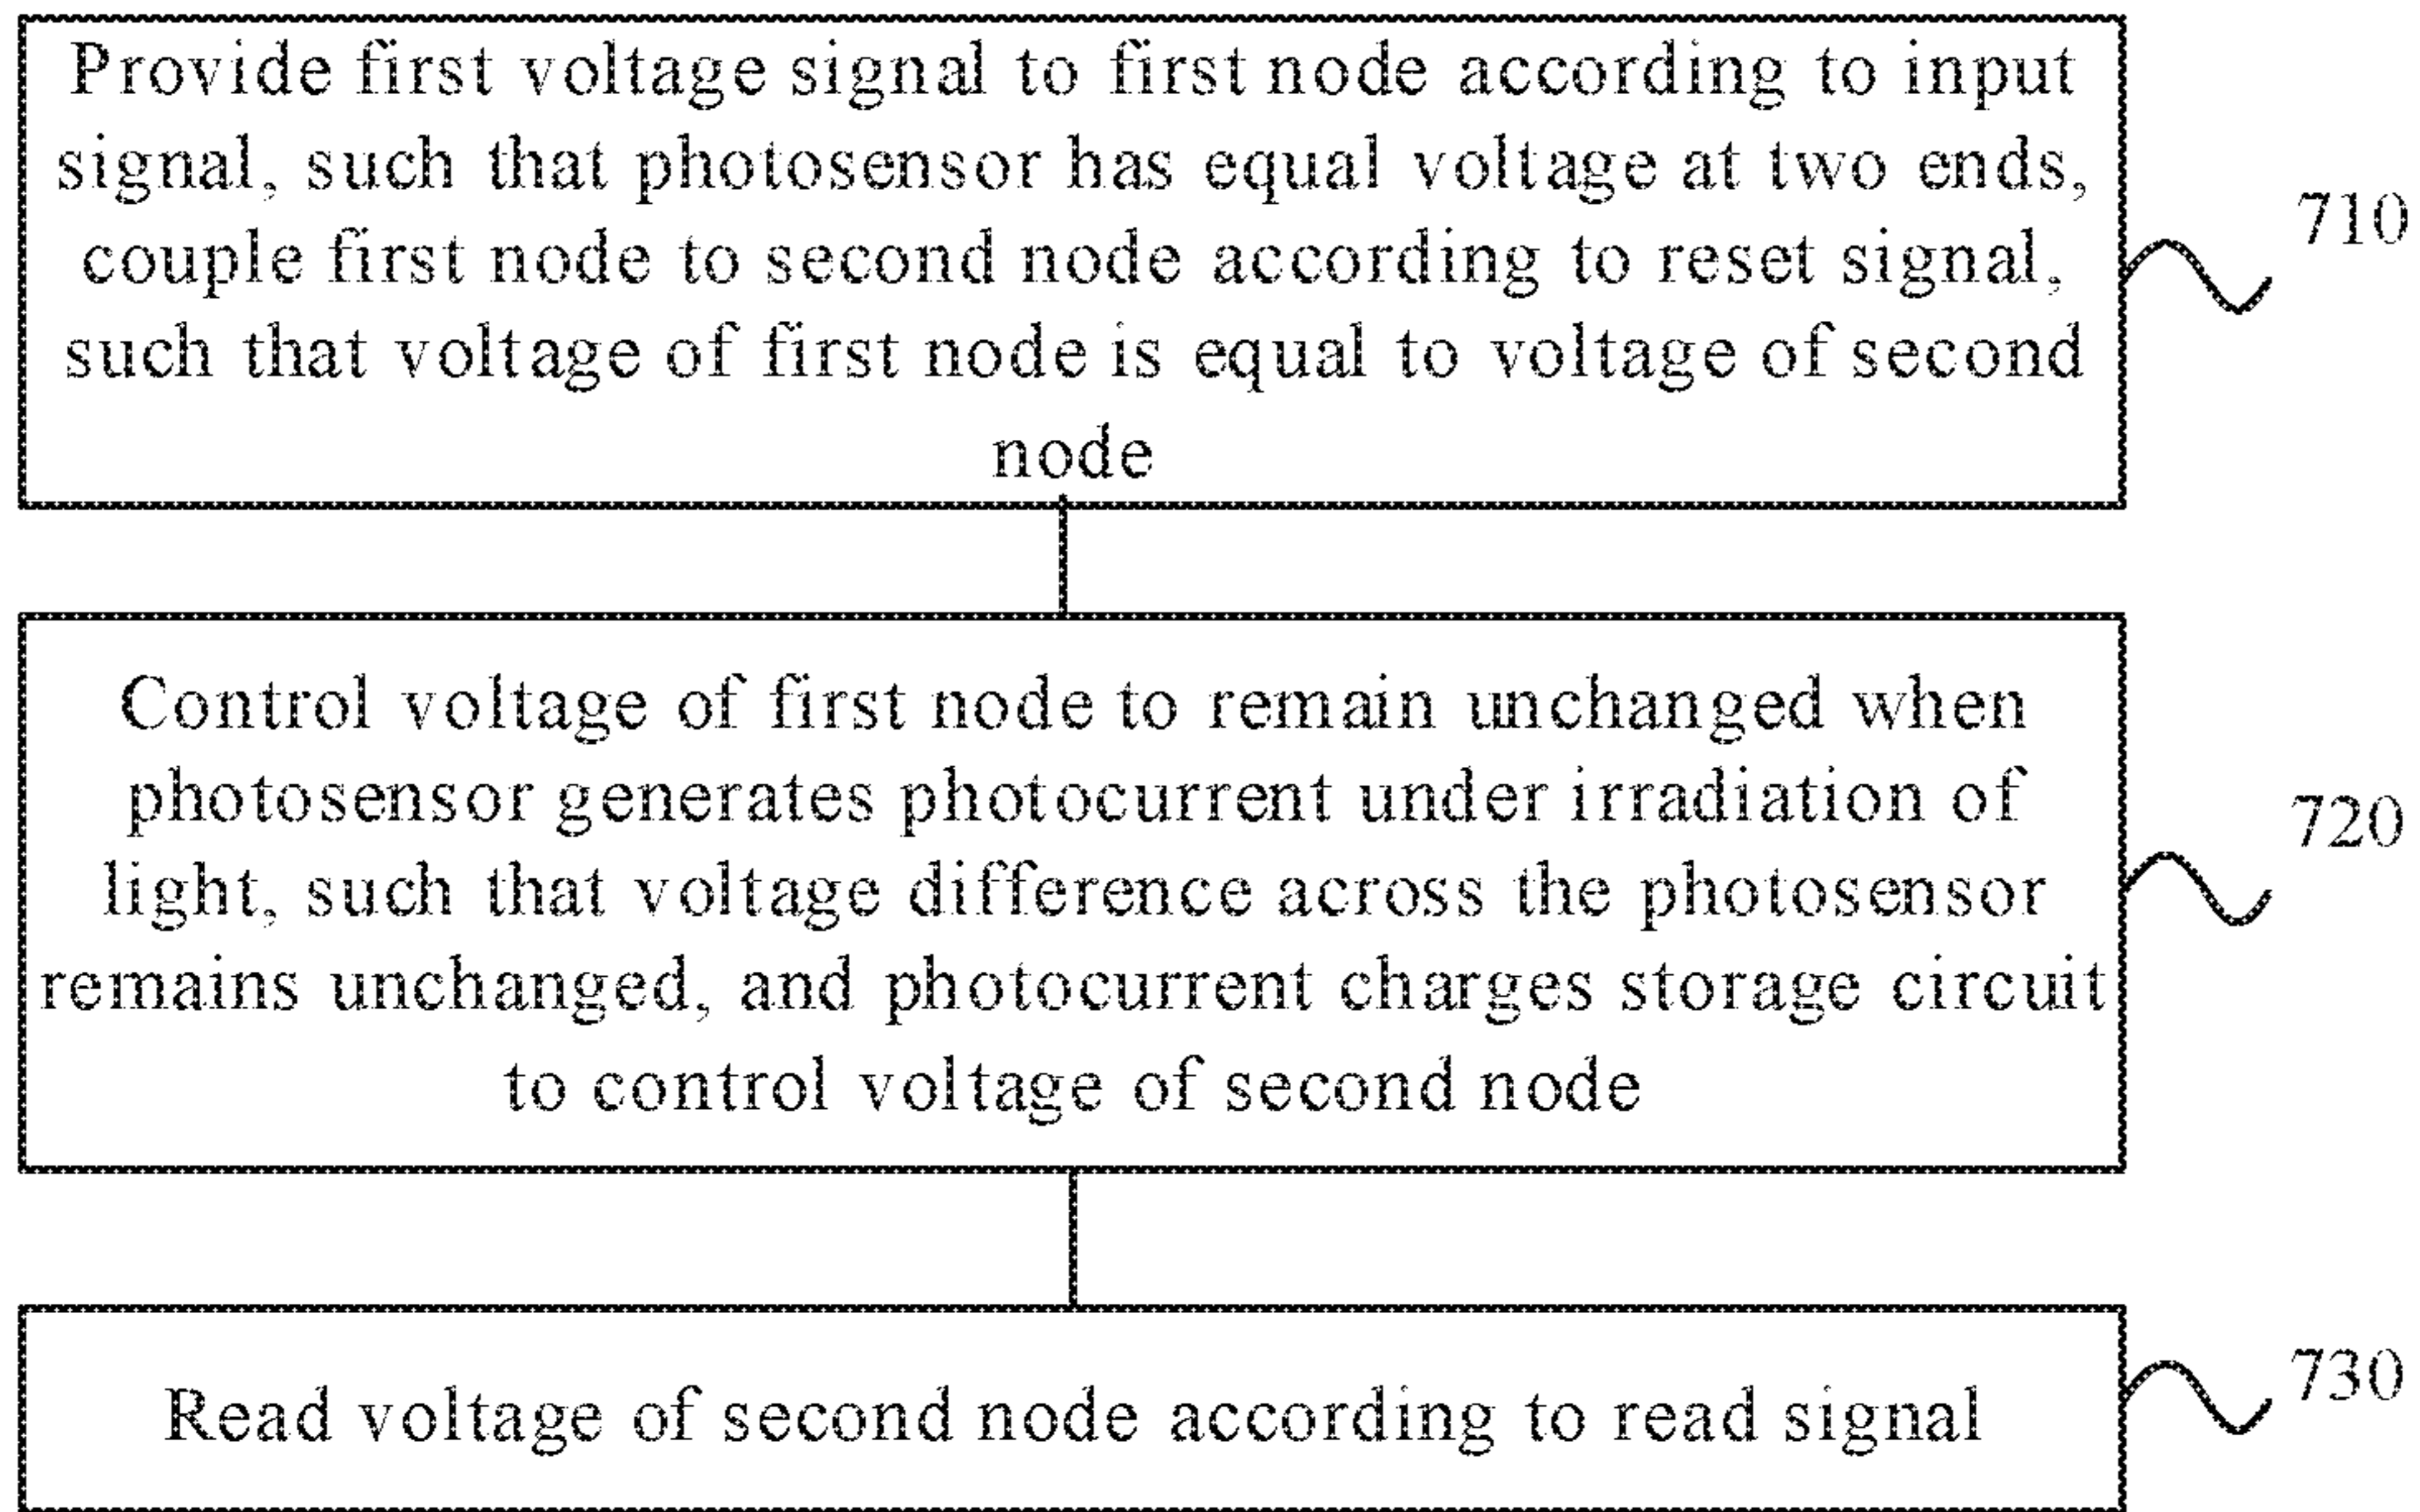 Provide first voltage signal to first node according to input
signal, such that photosensor has equal voltage at two ends,
couple first node to second node according to reset signal,
such that voltage of first node is equal to voltage of second
node
710
Control voltage of first node to remain unchanged when
photosensor generates photocurrent under irradiation of
light, such that voltage difference across the photosensor
remains unchanged, and photocurrent charges storage circuit
to control voltage of second node
720
Read voltage of second node according to read signal
730